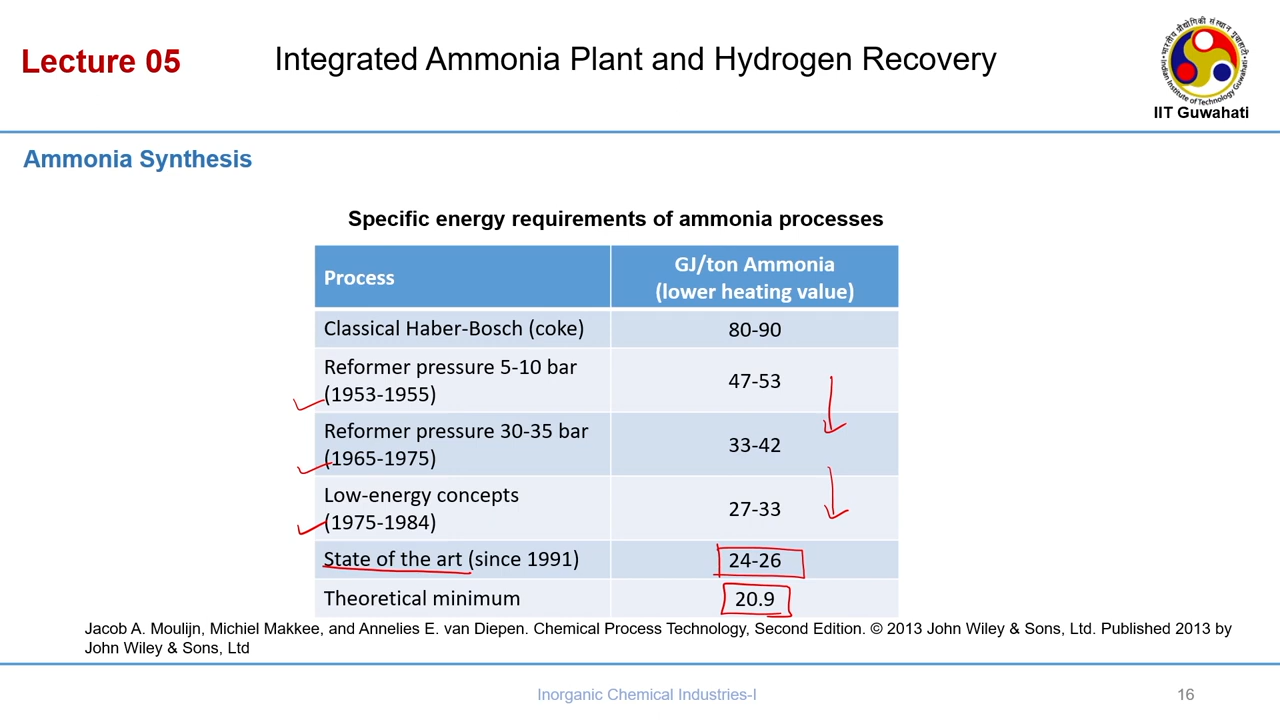 Lecture 05
Integrated Ammonia Plant and Hydrogen Recovery
Indian Institute of Technology Guwahati
IIT Guwahati
Ammonia Synthesis
Specific energy requirements of ammonia processes
Process
GJ/ton Ammonia
(lower heating value)
Classical Haber-Bosch (coke)
80-90
Reformer pressure 5-10 bar
(1953-1955)
47-53
Reformer pressure 30-35 bar
(1965-1975)
33-42
Low-energy concepts
(1975-1984)
27-33
State of the art (since 1991)
24-26
Theoretical minimum
20.9
Jacob A. Moulijn, Michiel Makkee, and Annelies E. van Diepen. Chemical Process Technology, Second Edition. © 2013 John Wiley & Sons, Ltd. Published 2013 by
John Wiley & Sons, Ltd
Inorganic Chemical Industries-I
16